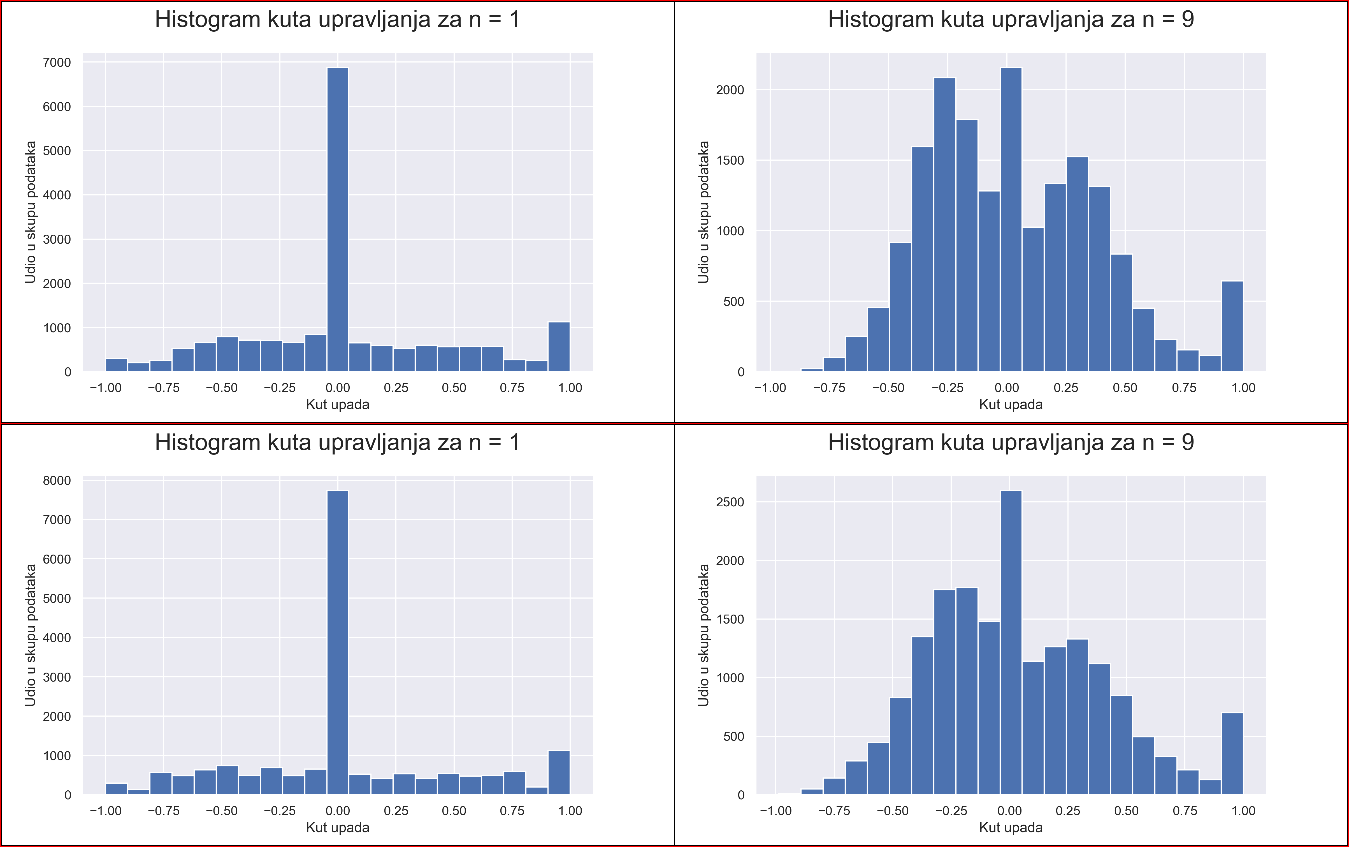 Histogram kuta upravljanja za n = 1
7000
6000
5000
4000
3000
2000
1000
0
Udio u skupu podataka
−1.00 −0.75 −0.50 −0.25 0.00 0.25 0.50 0.75 1.00
Kut upada
Histogram kuta upravljanja za n = 9
2000
1500
1000
500
0
Udio u skupu podataka
−1.00 −0.75 −0.50 −0.25 0.00 0.25 0.50 0.75 1.00
Kut upada
Histogram kuta upravljanja za n = 1
8000
7000
6000
5000
4000
3000
2000
1000
0
Udio u skupu podataka
−1.00 −0.75 −0.50 −0.25 0.00 0.25 0.50 0.75 1.00
Kut upada
Histogram kuta upravljanja za n = 9
2500
2000
1500
1000
500
0
Udio u skupu podataka
−1.00 −0.75 −0.50 −0.25 0.00 0.25 0.50 0.75 1.00
Kut upada